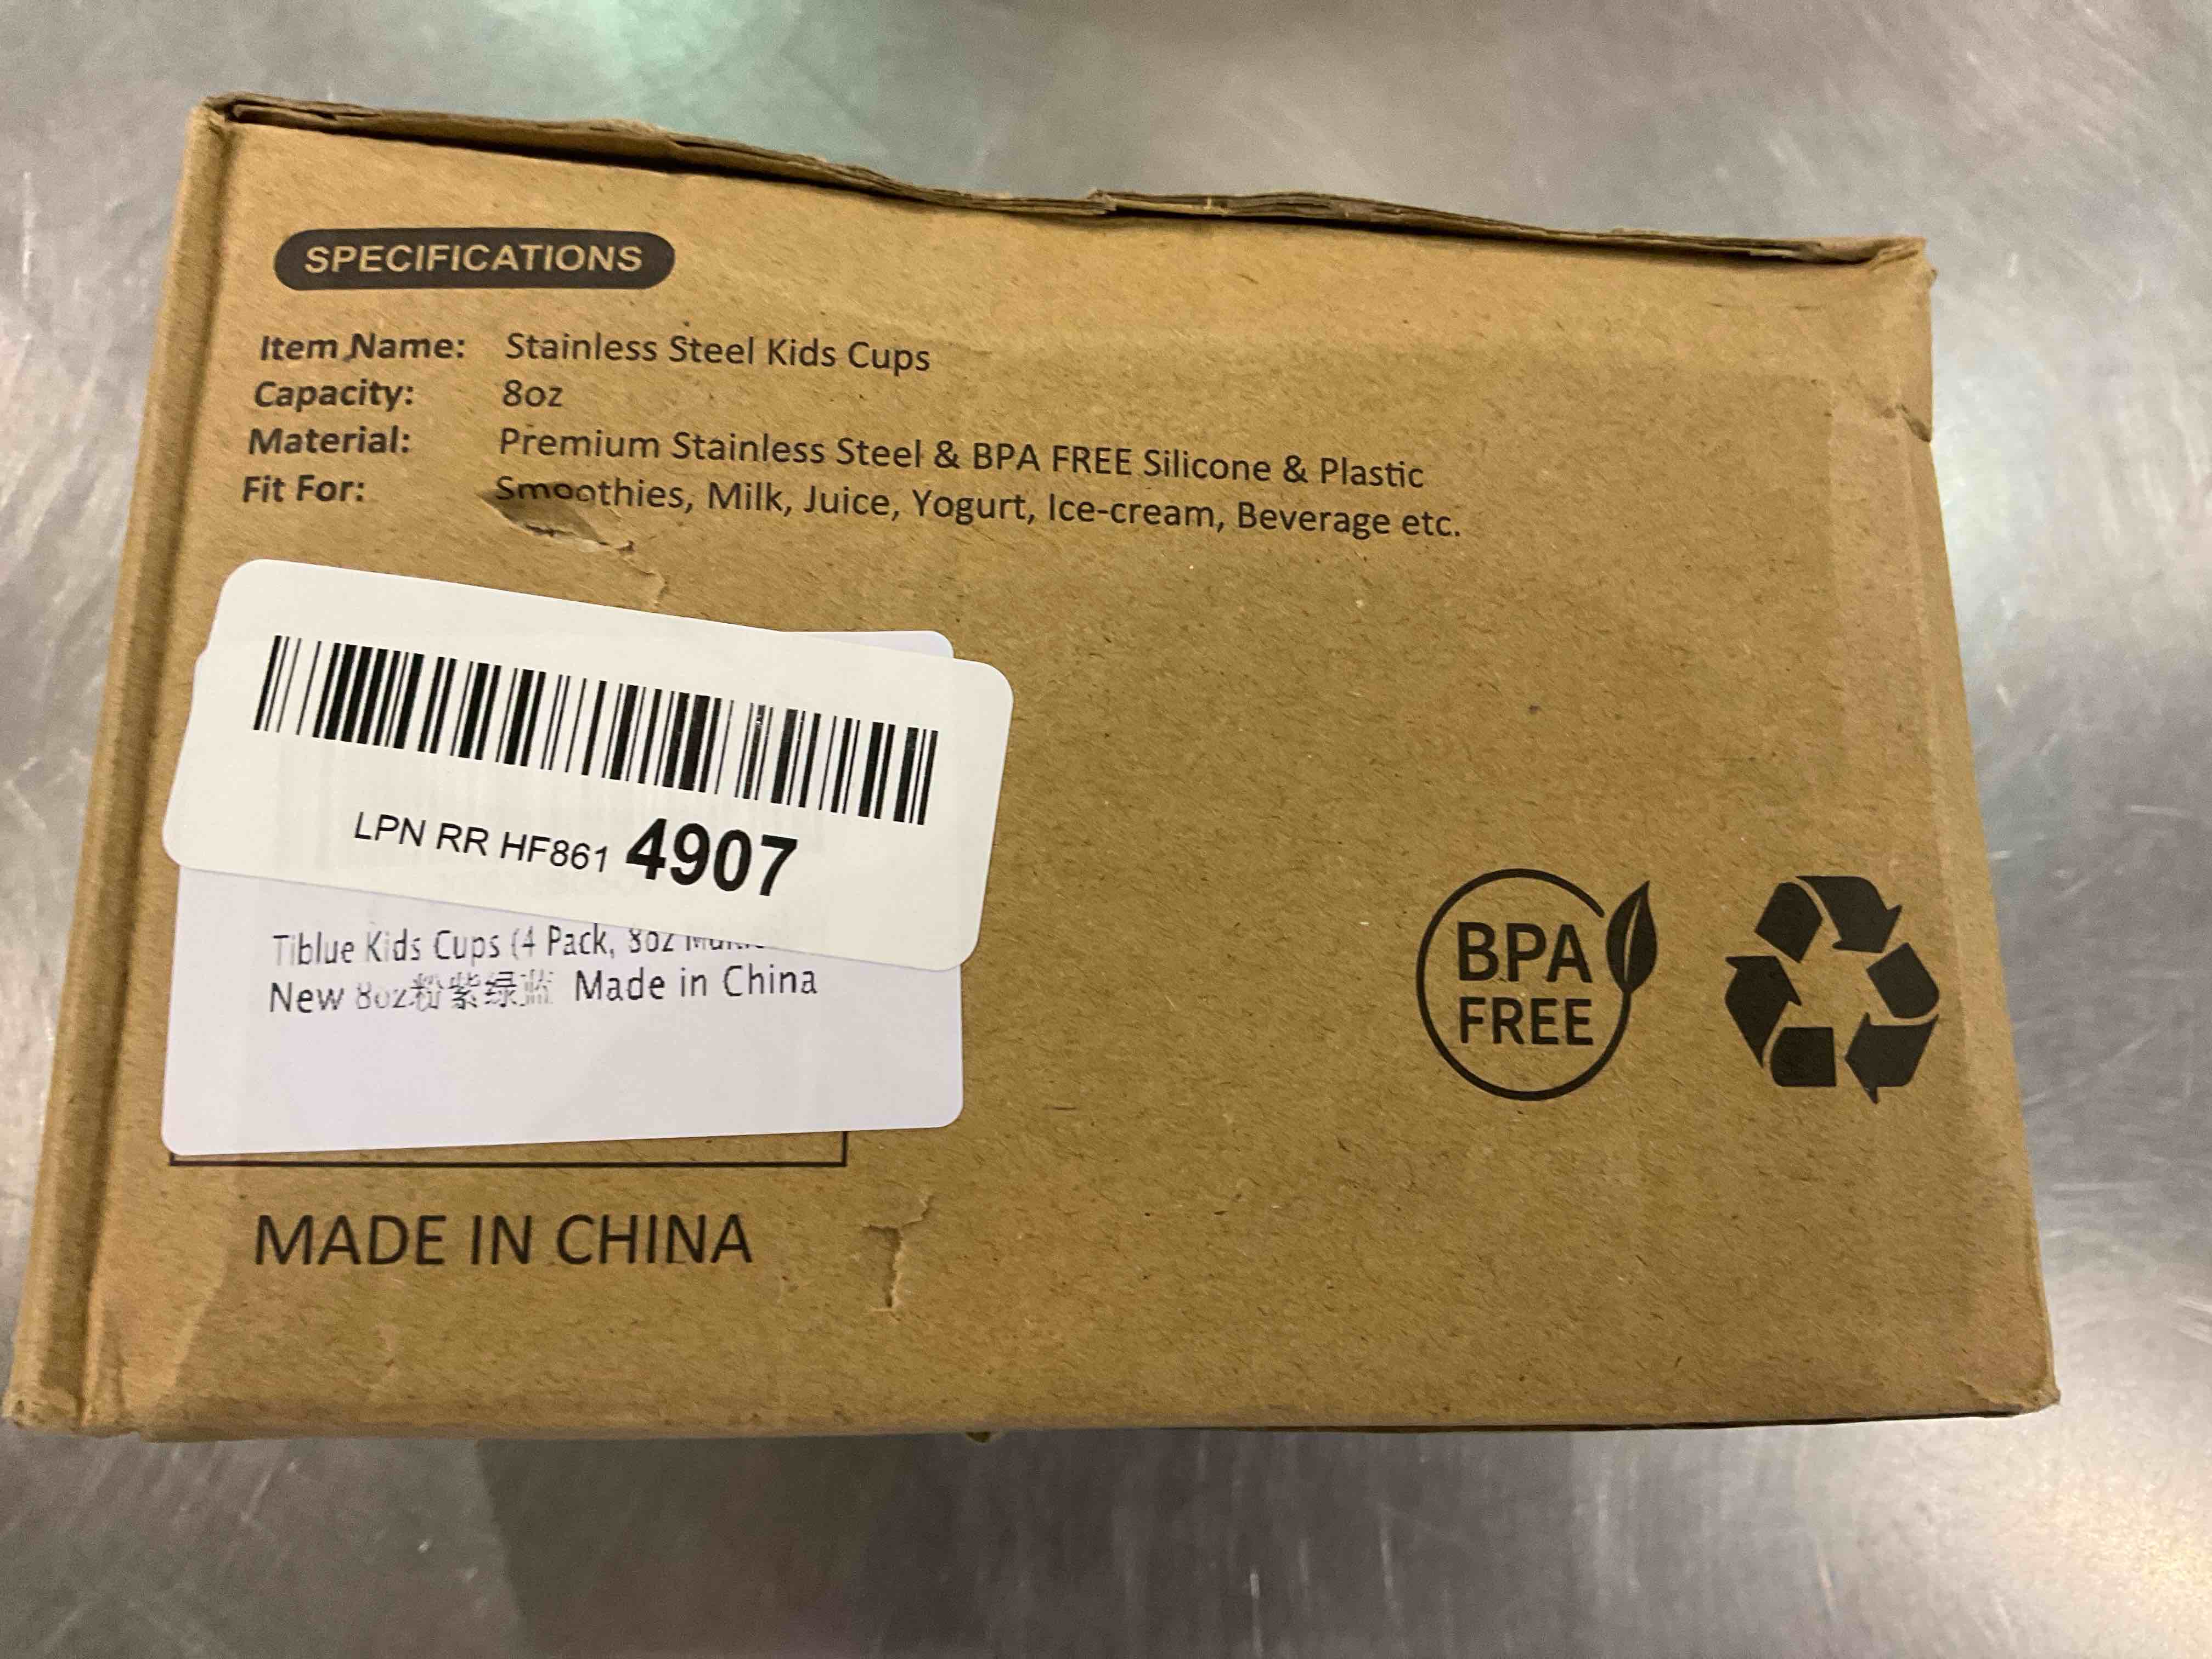 SPECIFICATIONS
Item Name: Stainless Steel Kids Cups
Capacity: 8oz
Material: Premium Stainless Steel & BPA FREE Silicone & Plastic
Fit For: Smoothies, Milk, Juice, Yogurt, Ice-cream, Beverage etc.
LPN RR HF861 4907
Tiblue Kids Cups (4 Pack, 8oz
New 8oz粉紫绿蓝 Made in China
BPA
FREE
MADE IN CHINA